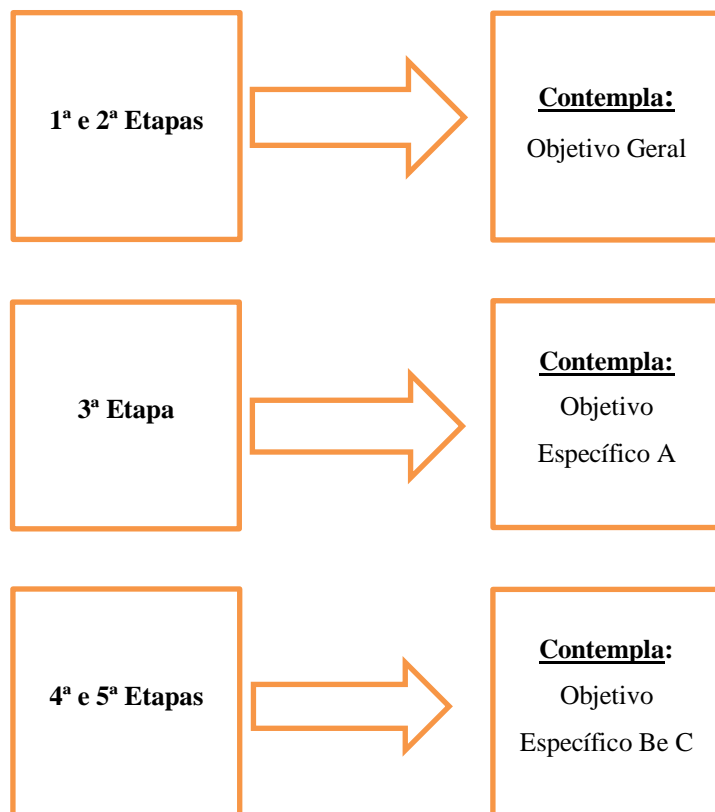 1ª e 2ª Etapas
Contempla:
Objetivo Geral
3ª Etapa
Contempla:
Objetivo
Específico A
4ª e 5ª Etapas
Contempla:
Objetivo
Específico Be C